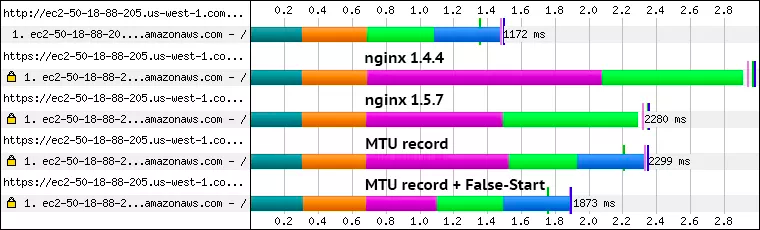 http://ec2-50-18-88-205.us-west-1.com...
0.2 0.4 0.6 0.8 1.0 1.2 1.4 1.6 1.8 2.0 2.2 2.4 2.6 2.8
1. ec2-50-18-88-20....amazonaws.com - / 1172 ms
https://ec2-50-18-88-205.us-west-1.co... nginx 1.4.4
1. ec2-50-18-88-2...amazonaws.com - /
https://ec2-50-18-88-205.us-west-1.co... nginx 1.5.7
1. ec2-50-18-88-2...amazonaws.com - / 2280 ms
https://ec2-50-18-88-205.us-west-1.co... MTU record
1. ec2-50-18-88-2...amazonaws.com - / 2299 ms
https://ec2-50-18-88-205.us-west-1.co... MTU record + False-Start
1. ec2-50-18-88-2...amazonaws.com - / 1873 ms
0.2 0.4 0.6 0.8 1.0 1.2 1.4 1.6 1.8 2.0 2.2 2.4 2.6 2.8